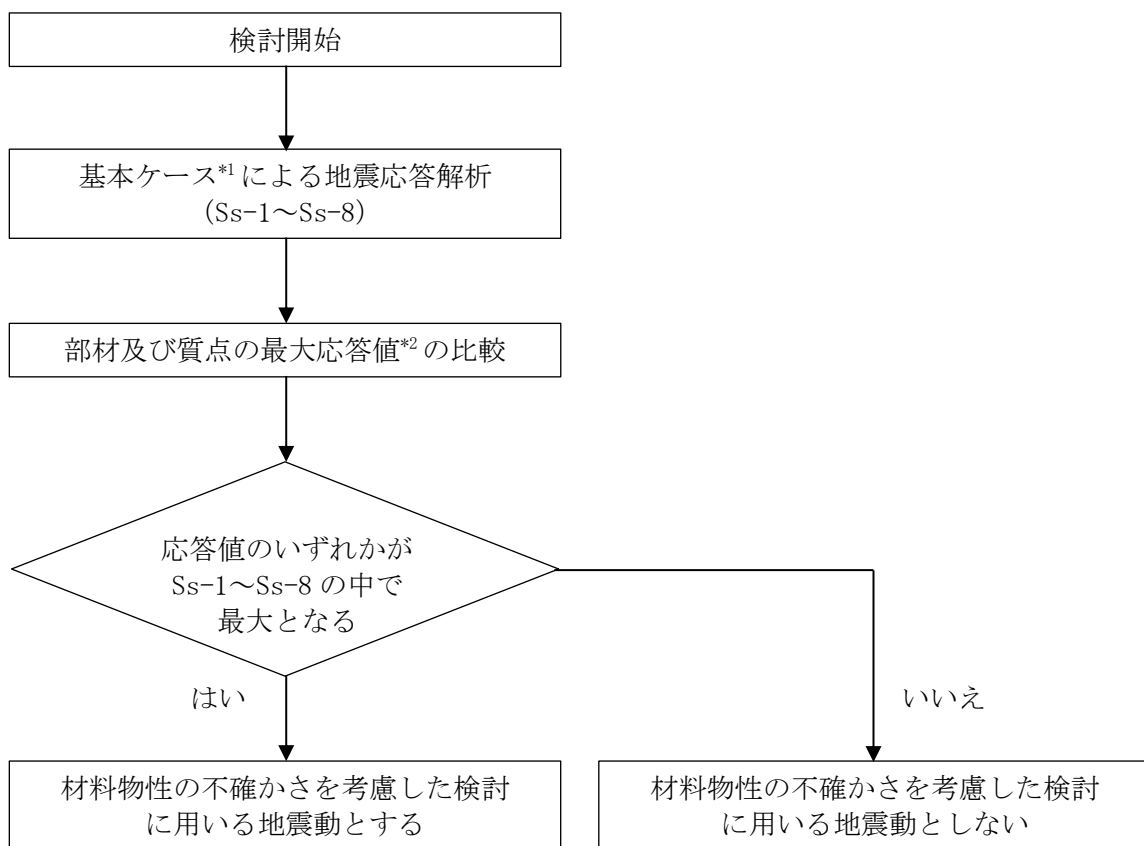 検討開始
基本ケース*1による地震応答解析
（Ss-1～Ss-8）
部材及び質点の最大応答値*2の比較
応答値のいずれかが
Ss-1～Ss-8の中で
最大となる
はい
いいえ
材料物性の不確かさを考慮した検討
に用いる地震動とする
材料物性の不確かさを考慮した検討
に用いる地震動としない